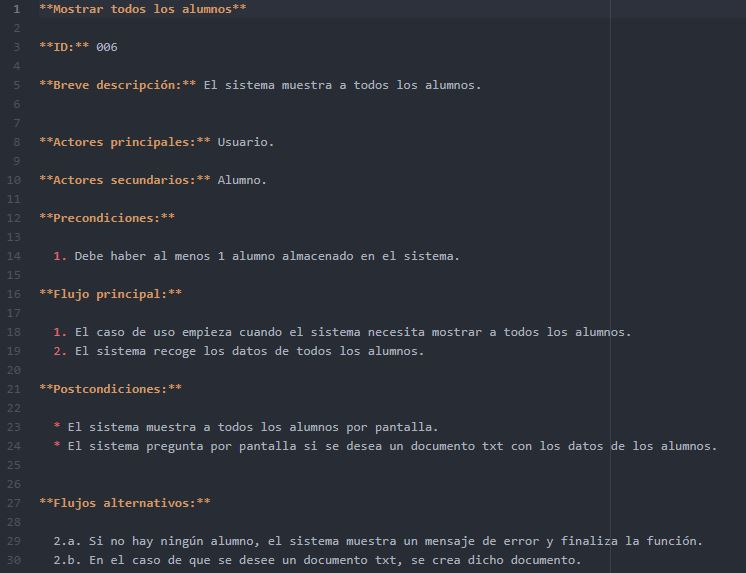 1 **Mostrar todos los alumnos**
2
3 **ID:** 006
4
5 **Breve descripción:** El sistema muestra a todos los alumnos.
6
7
8 **Actores principales:** Usuario.
9
10 **Actores secundarios:** Alumno.
11
12 **Precondiciones:**
13
14 1. Debe haber al menos 1 alumno almacenado en el sistema.
15
16 **Flujo principal:**
17
18 1. El caso de uso empieza cuando el sistema necesita mostrar a todos los alumnos.
19 2. El sistema recoge los datos de todos los alumnos.
20
21 **Postcondiciones:**
22
23 * El sistema muestra a todos los alumnos por pantalla.
24 * El sistema pregunta por pantalla si se desea un documento txt con los datos de los alumnos.
25
26
27 **Flujos alternativos:**
28
29 2.a. Si no hay ningún alumno, el sistema muestra un mensaje de error y finaliza la función.
30 2.b. En el caso de que se desee un documento txt, se crea dicho documento.